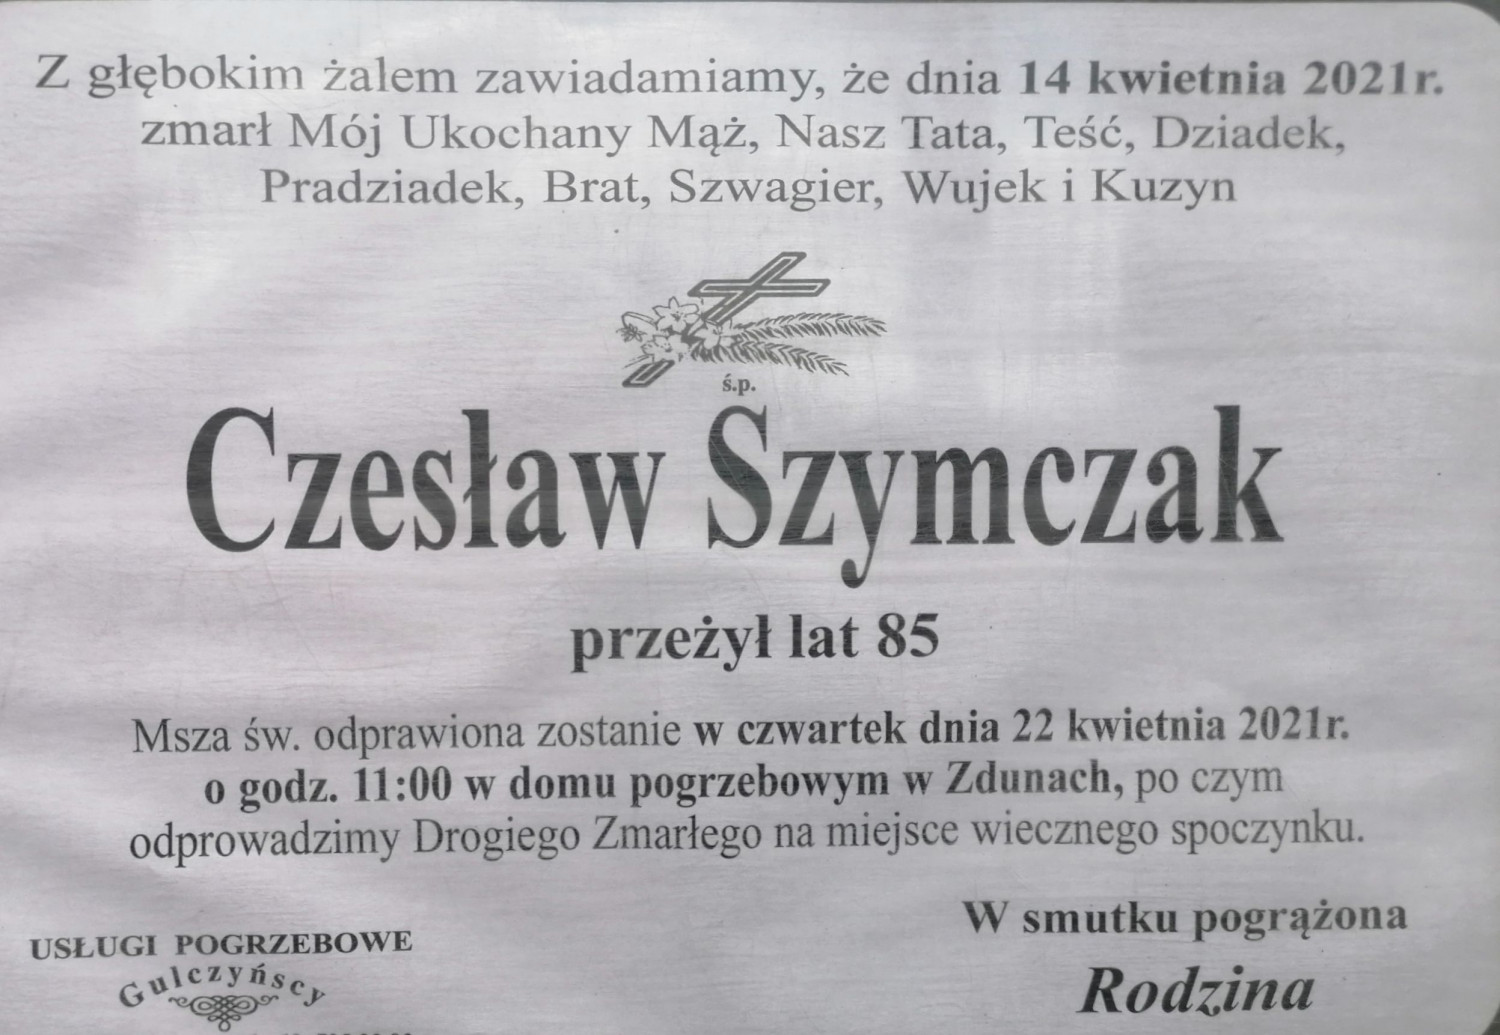 Z głębokim żalem zawiadamiamy, że dnia 14 kwietnia 2021r.
zmarł Mój Ukochany Mąż, Nasz Tata, Teść, Dziadek,
Pradziadek, Brat, Szwagier, Wujek i Kuzyn
ś.p.
Czesław Szymczak
przeżył lat 85
Msza św. odprawiona zostanie w czwartek dnia 22 kwietnia 2021r.
o godz. 11:00 w domu pogrzebowym w Zdunach, po czym
odprowadzimy Drogiego Zmarłego na miejsce wiecznego spoczynku.
W smutku pogrążona
Rodzina
USŁUGI POGRZEBOWE
Gulczyńscy